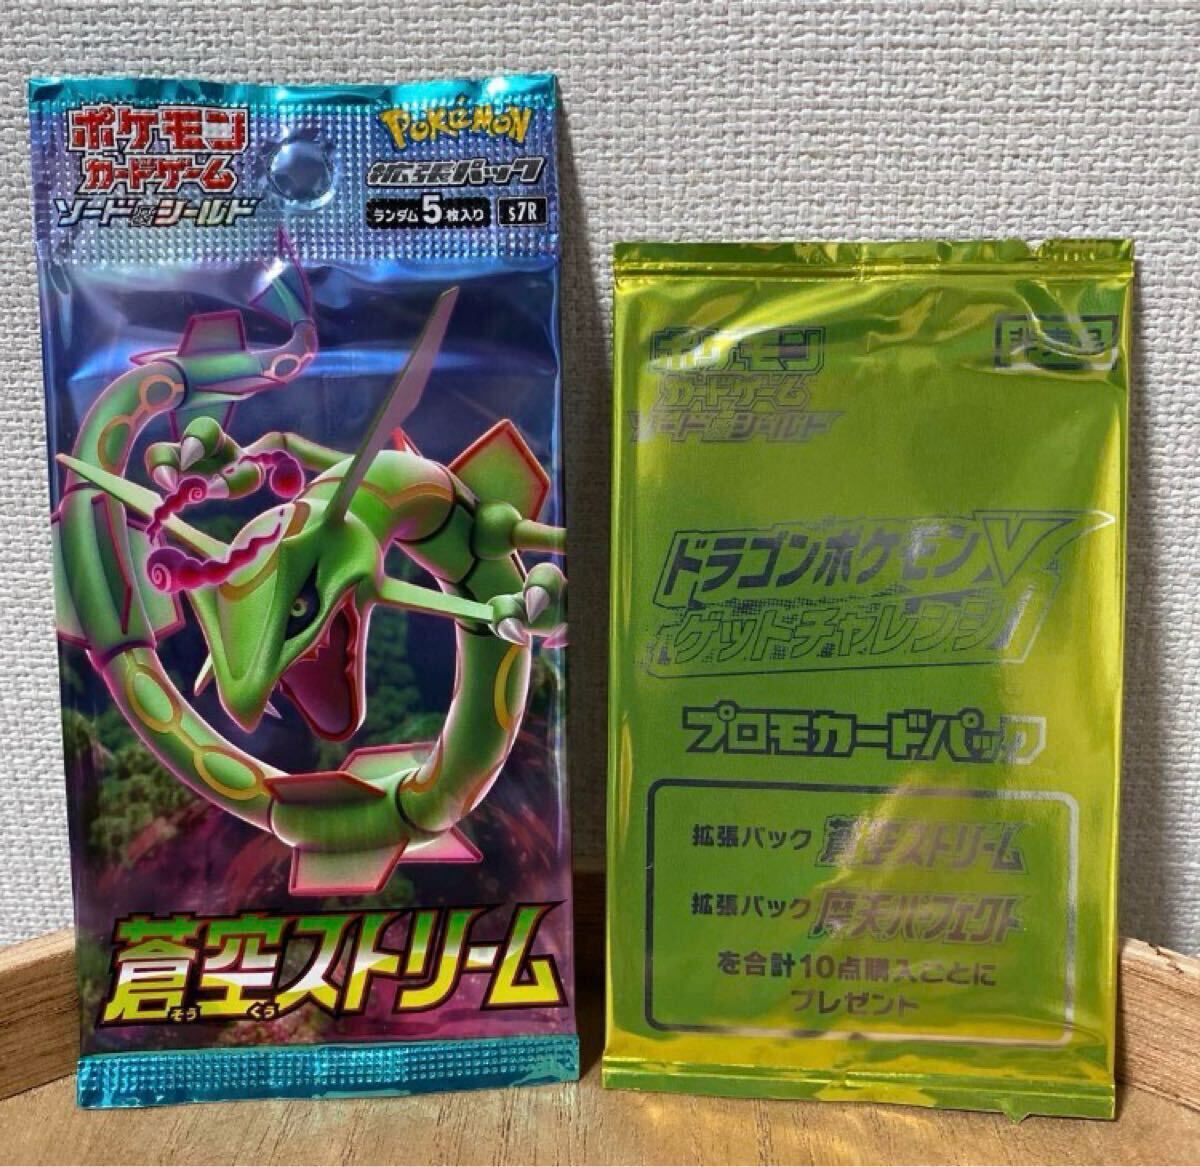 ポケモン
カードゲーム
ソード&シールド
POKéMON
拡張パック
ランダム5枚入り s7R
蒼空ストリーム
そう くう
ポケモン
カードゲーム
ソード&シールド
非売品
ドラゴンポケモンV
ゲットチャレンジ
プロモカードパック
拡張パック 蒼空ストリーム
拡張パック 摩天パーフェクト
を合計10点購入ごとに
プレゼント